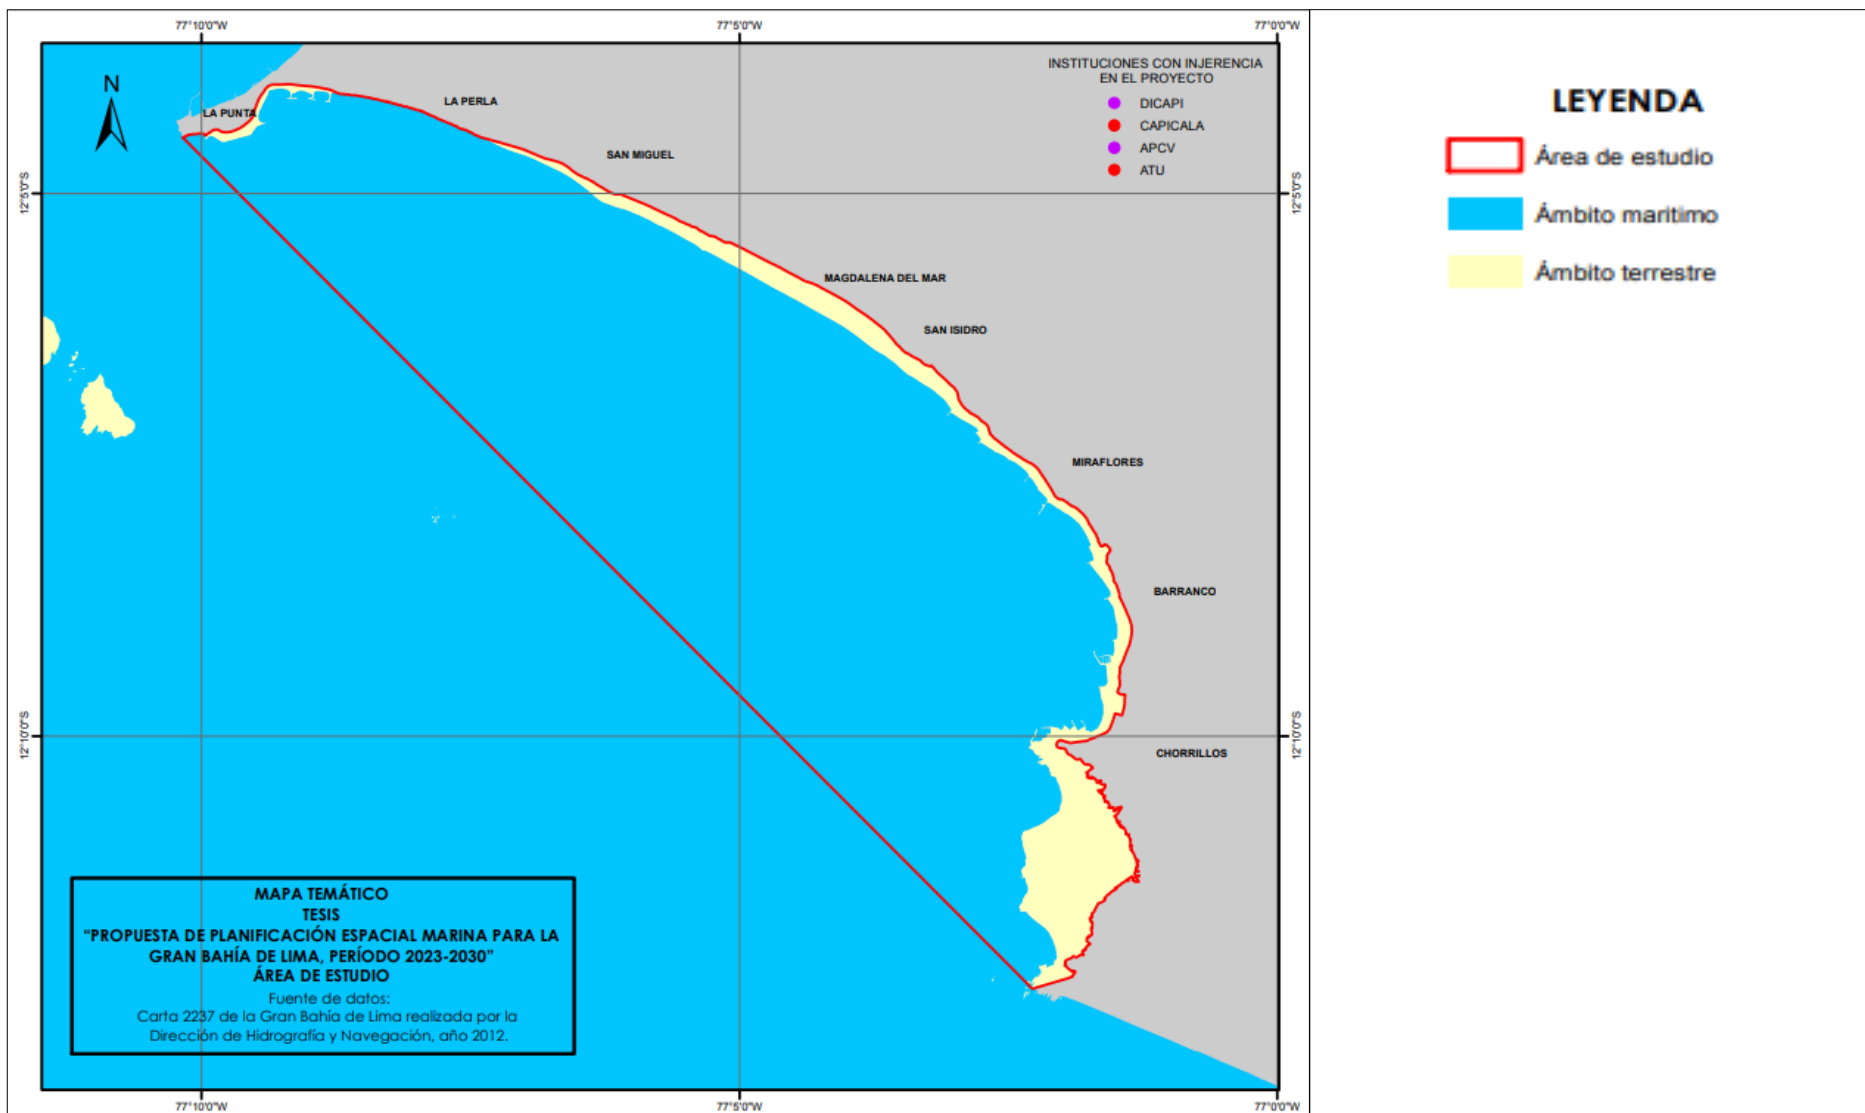 77°10'0"W
77°5'0"W
77°0'0"W
N
INSTITUCIONES CON INJERENCIA
EN EL PROYECTO
DICAPI
CAPICALA
APCV
ATU
LA PUNTA
LA PERLA
SAN MIGUEL
12°5'0"S
12°5'0"S
MAGDALENA DEL MAR
SAN ISIDRO
MIRAFLORES
BARRANCO
12°10'0"S
12°10'0"S
CHORRILLOS
MAPA TEMÁTICO
TESIS
"PROPUESTA DE PLANIFICACIÓN ESPACIAL MARINA PARA LA
GRAN BAHÍA DE LIMA, PERÍODO 2023-2030"
ÁREA DE ESTUDIO
Fuente de datos:
Carta 2237 de la Gran Bahía de Lima realizada por la
Dirección de Hidrografía y Navegación, año 2012.
77°10'0"W
77°5'0"W
77°0'0"W
LEYENDA
Área de estudio
Ámbito marítimo
Ámbito terrestre